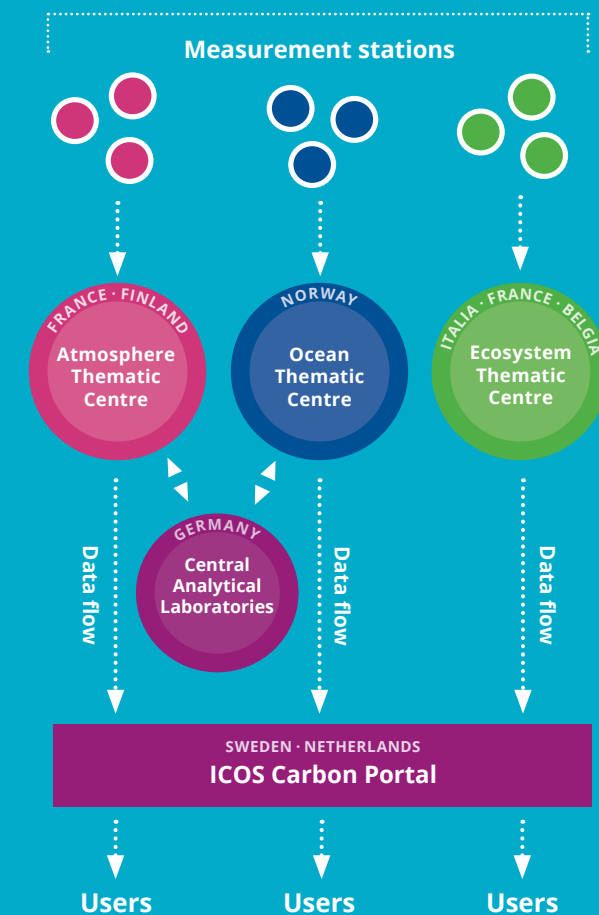 Measurement stations
FRANCE · FINLAND
Atmosphere
Thematic
Centre
NORWAY
Ocean
Thematic
Centre
ITALIA · FRANCE · BELGIA
Ecosystem
Thematic
Centre
GERMANY
Central
Analytical
Laboratories
Data flow
Data flow
Data flow
SWEDEN · NETHERLANDS
ICOS Carbon Portal
Users
Users
Users